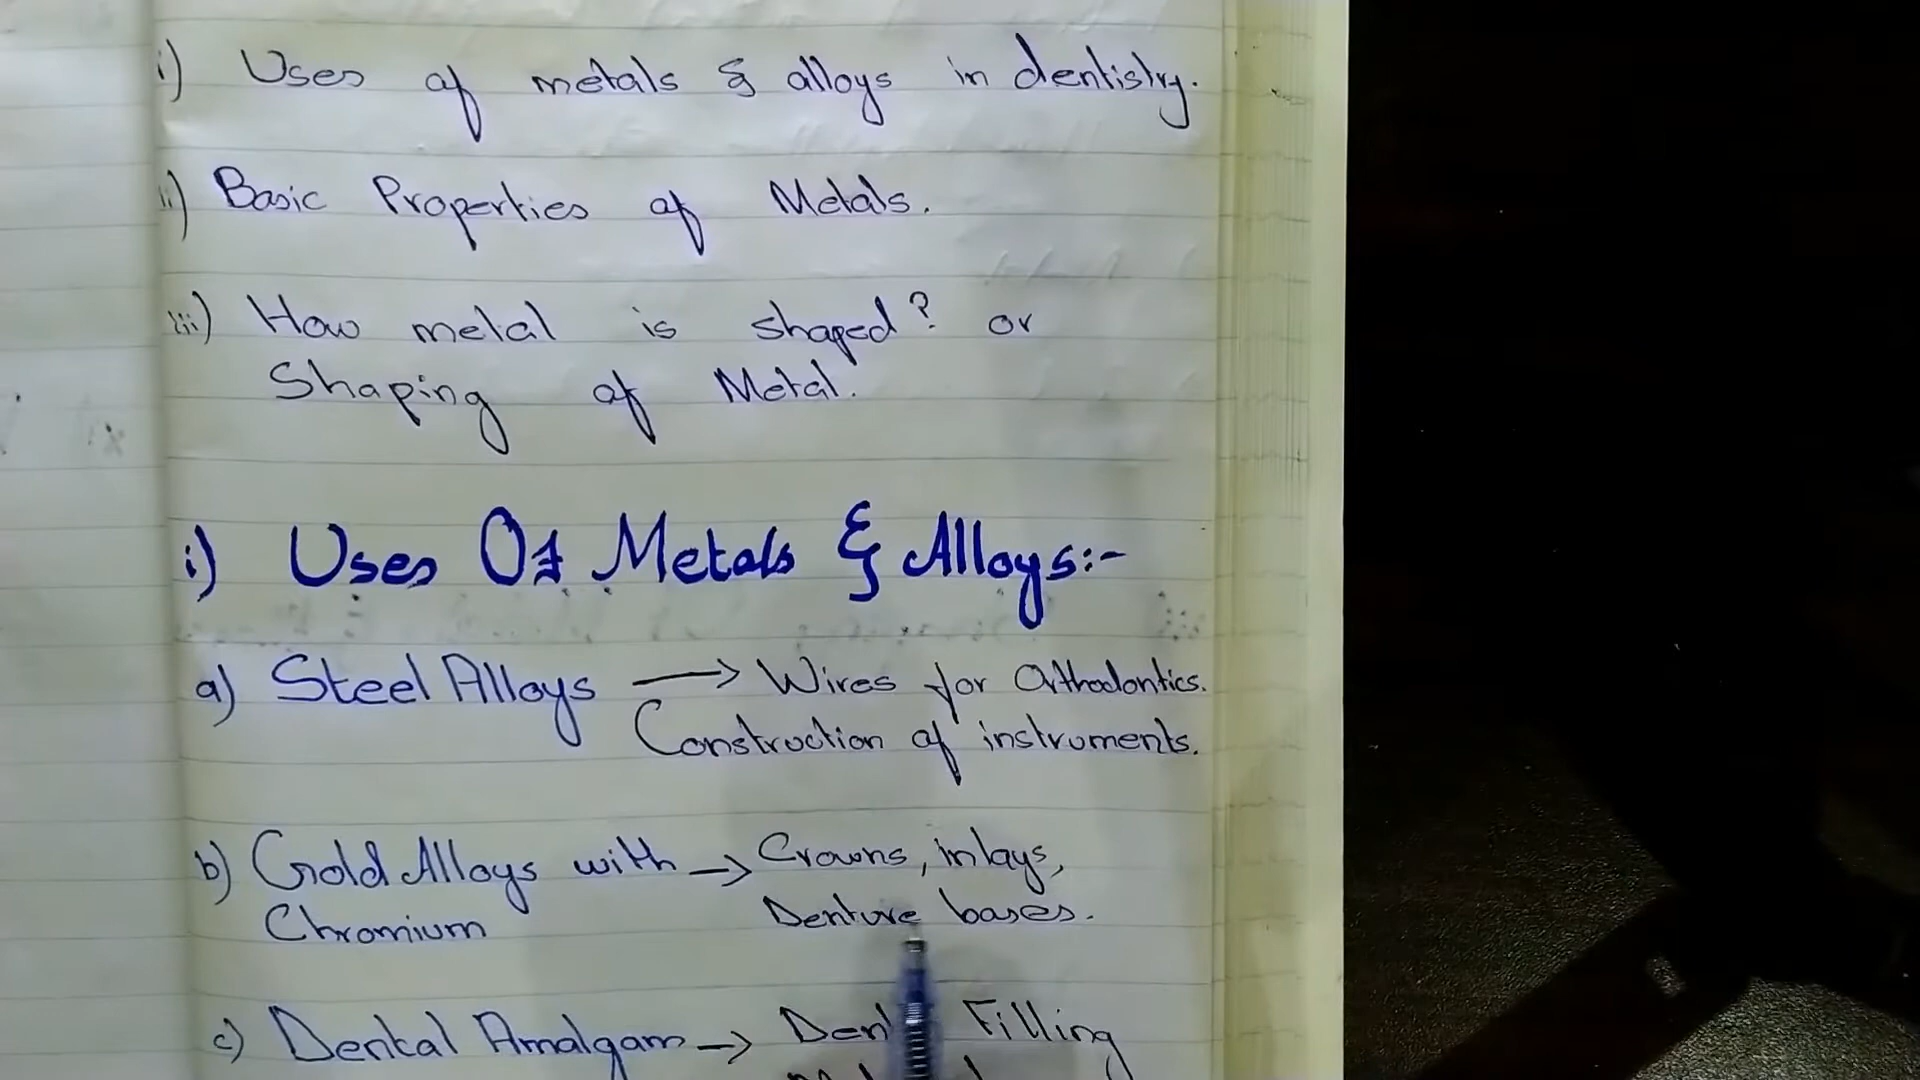 i) Uses of metals & alloys in dentistry.
ii) Basic Properties of Metals.
iii) How metal is shaped? or
Shaping of Metal.
i) Uses Of Metals & Alloys:-
a) Steel Alloys → Wires for Orthodontics.
Construction of instruments.
b) Gold Alloys with → Crowns, inlays,
Chromium Denture bases.
c) Dental Amalgam → Filling